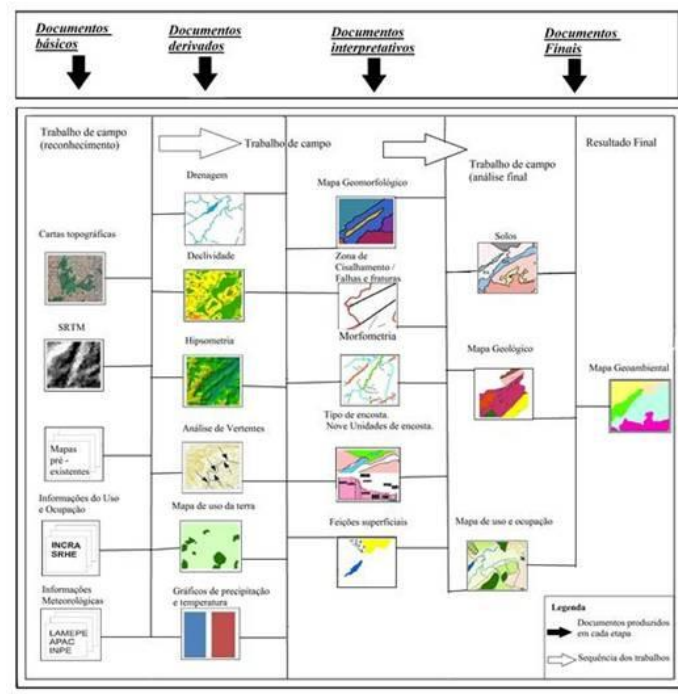 Documentos
básicos
Documentos
derivados
Documentos
interpretativos
Documentos
Finais
Trabalho de campo
(reconhecimento)
Cartas topográficas
SRTM
Mapas
pré -
existentes
Informações do Uso
e Ocupação
INCRA
SRHE
Informações
Meteorológicas
LAMEPE
APAC
INPE
Trabalho de campo
Drenagem
Declividade
Hipsometria
Análise de Vertentes
Mapa de uso da terra
Gráficos de precipitação
e temperatura
Mapa Geomorfológico
Zona de
Cisalhamento /
Falhas e fraturas
Morfometria
Tipo de encosta.
Nove Unidades de encosta.
Feições superficiais
Trabalho de campo
(análise final
Solos
Mapa Geológico
Mapa de uso e ocupação
Resultado Final
Mapa Geoambiental
Legenda
Documentos produzidos
em cada etapa
Sequência dos trabalhos